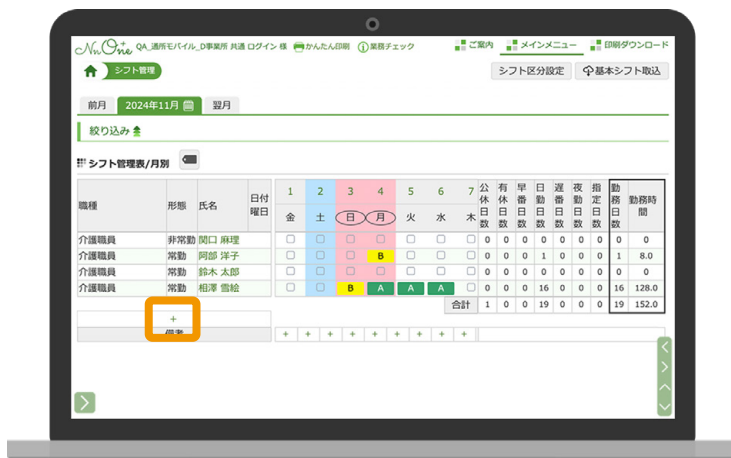 NnOne QA_通所モバイル_D事業所 共通 ログイン 様 かんたん印刷 業務チェック ご案内 メインメニュー 印刷ダウンロード
シフト管理 シフト区分設定 基本シフト取込
前月 2024年11月 翌月
絞り込み
シフト管理表/月別
職種 形態 氏名 日付 曜日 1 2 3 4 5 6 7 公休日数 有休日数 早番日数 日勤日数 遅番日数 夜勤日数 指定日数 勤務日数 勤務時間
金 土 日 月 火 水 木
介護職員 非常勤 関口 麻理 0 0 0 0 0 0 0 0 0
介護職員 常勤 阿部 洋子 B 0 0 0 1 0 0 0 1 8.0
介護職員 常勤 鈴木 太郎 0 0 0 0 0 0 0 0 0
介護職員 常勤 相澤 雪絵 B A A A 0 0 0 16 0 0 0 16 128.0
合計 1 0 0 19 0 0 0 19 152.0
+
備考 + + + + + + + + +